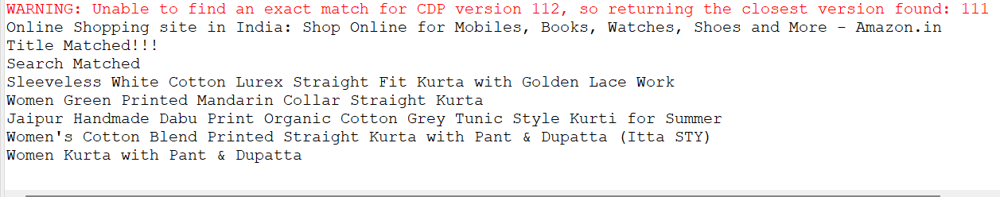 WARNING: Unable to find an exact match for CDP version 112, so returning the closest version found: 111
Online Shopping site in India: Shop Online for Mobiles, Books, Watches, Shoes and More - Amazon.in
Title Matched!!!
Search Matched
Sleeveless White Cotton Lurex Straight Fit Kurta with Golden Lace Work
Women Green Printed Mandarin Collar Straight Kurta
Jaipur Handmade Dabu Print Organic Cotton Grey Tunic Style Kurti for Summer
Women's Cotton Blend Printed Straight Kurta with Pant & Dupatta (Itta STY)
Women Kurta with Pant & Dupatta